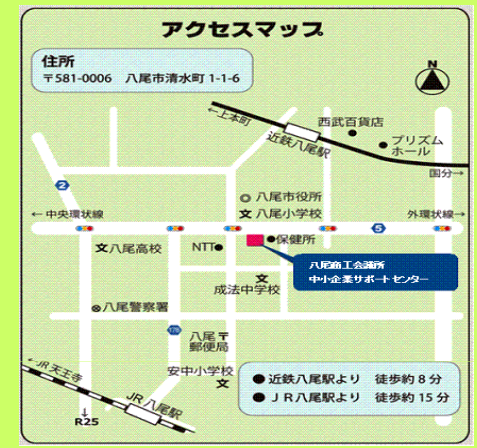 アクセスマップ
住所
〒581-0006 八尾市清水町 1-1-6
N
←上本町
近鉄八尾駅
西武百貨店
プリズム
ホール
国分→
2
八尾市役所
← 中央環状線
文 八尾小学校
外環状線→
5
文 八尾高校
NTT
保健所
八尾商工会議所
中小企業サポートセンター
文
成法中学校
八尾警察署
八尾〒
郵便局
安中小学校
文
←JR天王寺
JR 八尾駅
R25
● 近鉄八尾駅より 徒歩約 8 分
● ＪＲ八尾駅より 徒歩約 15 分